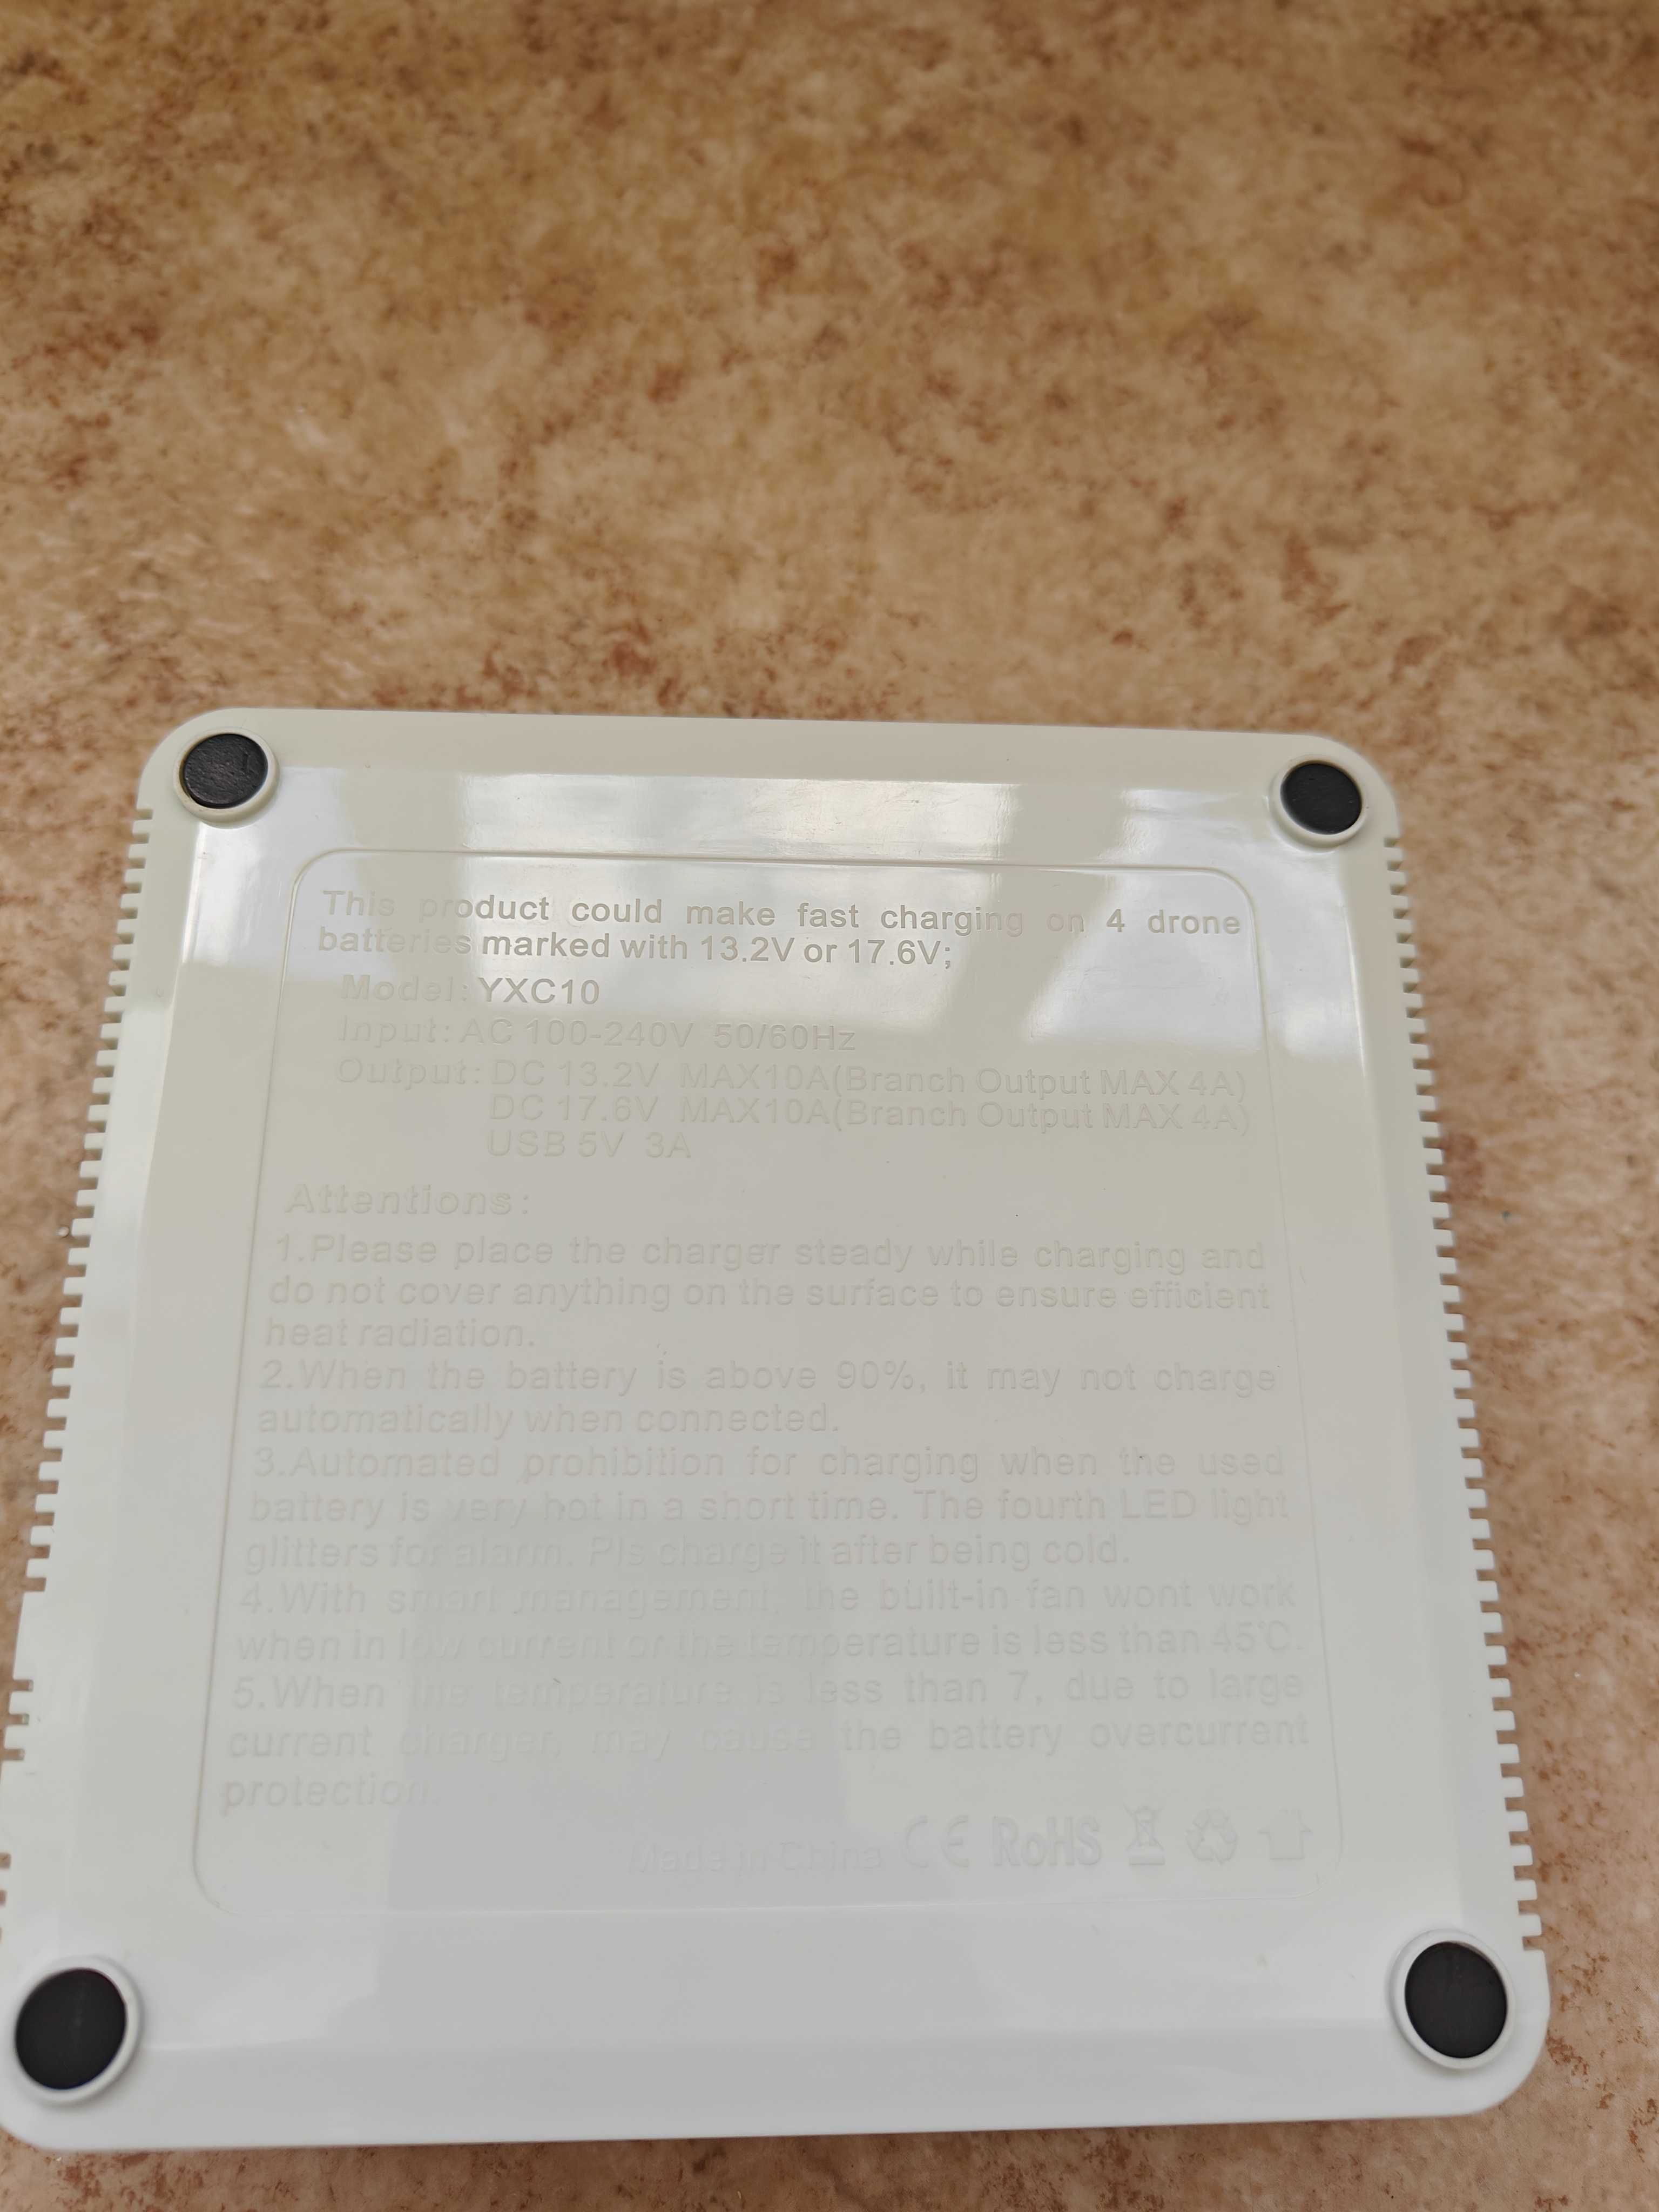 This product could make fast charging on 4 drone
batteries marked with 13.2V or 17.6V;
Model: YXC10
Input: AC 100-240V 50/60Hz
Output: DC 13.2V MAX10A(Branch Output MAX 4A)
DC 17.6V MAX10A(Branch Output MAX 4A)
USB 5V 3A
Attentions:
1.Please place the charger steady while charging and
do not cover anything on the surface to ensure efficient
heat radiation.
2.When the battery is above 90%, it may not charge
automatically when connected.
3.Automated prohibition for charging when the used
battery is very hot in a short time. The fourth LED light
glitters for alarm. Pls charge it after being cold.
4.With smart management, the built-in fan wont work
when in low current or the temperature is less than 45℃.
5.When the temperature is less than 7, due to large
current charger, may cause the battery overcurrent
protection.
Made in China CE RoHS